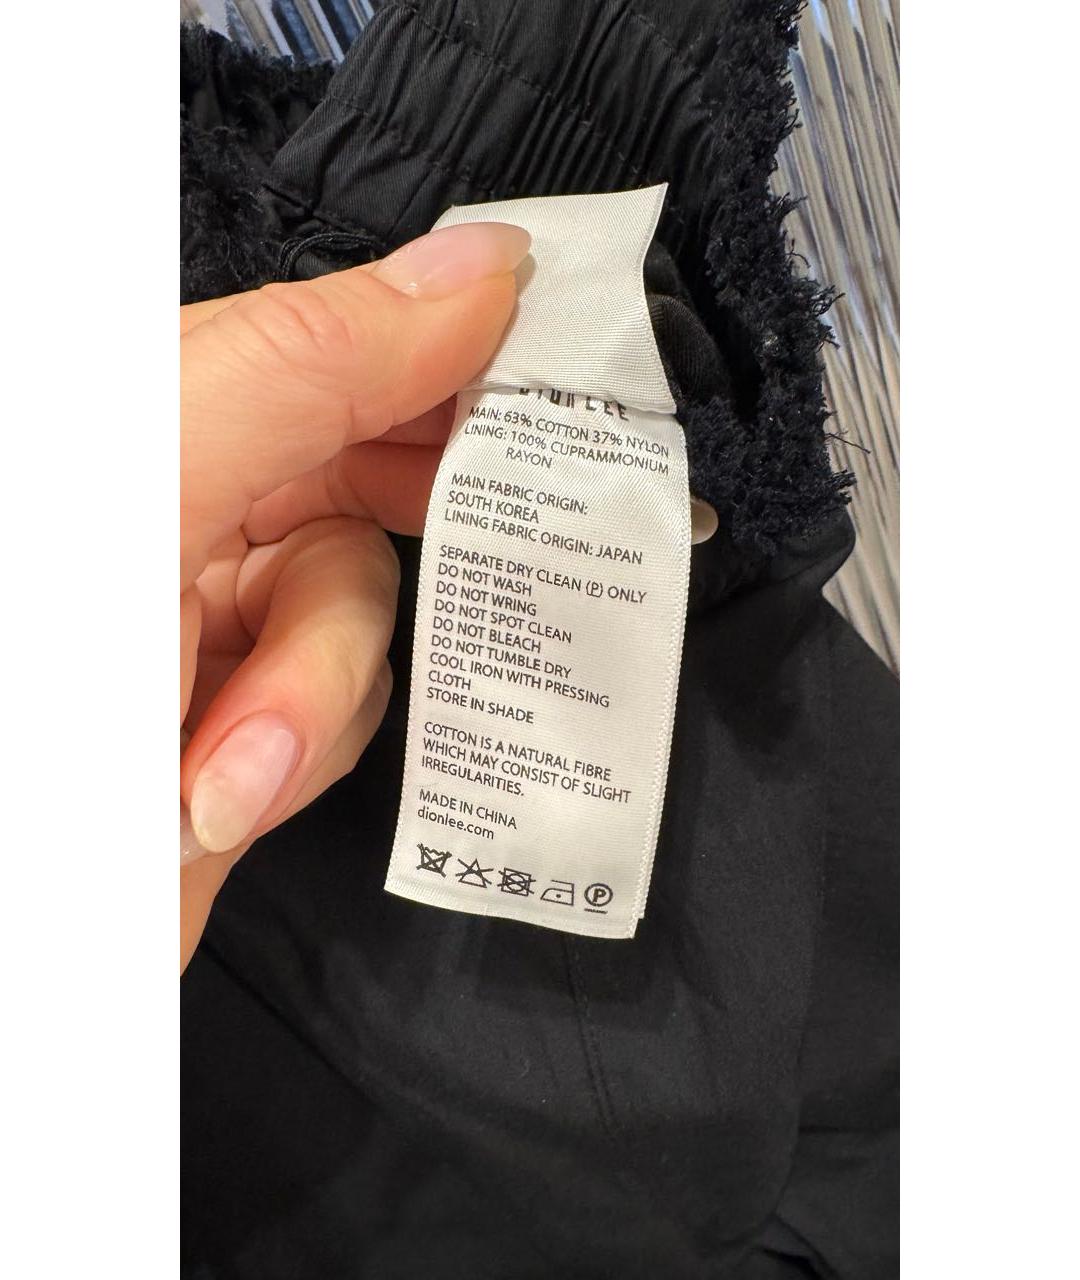 DION LEE
MAIN: 63% COTTON 37% NYLON
LINING: 100% CUPRAMMONIUM
RAYON
MAIN FABRIC ORIGIN:
SOUTH KOREA
LINING FABRIC ORIGIN: JAPAN
SEPARATE DRY CLEAN (P) ONLY
DO NOT WASH
DO NOT WRING
DO NOT SPOT CLEAN
DO NOT BLEACH
DO NOT TUMBLE DRY
COOL IRON WITH PRESSING
CLOTH
STORE IN SHADE
COTTON IS A NATURAL FIBRE
WHICH MAY CONSIST OF SLIGHT
IRREGULARITIES.
MADE IN CHINA
dionlee.com
P